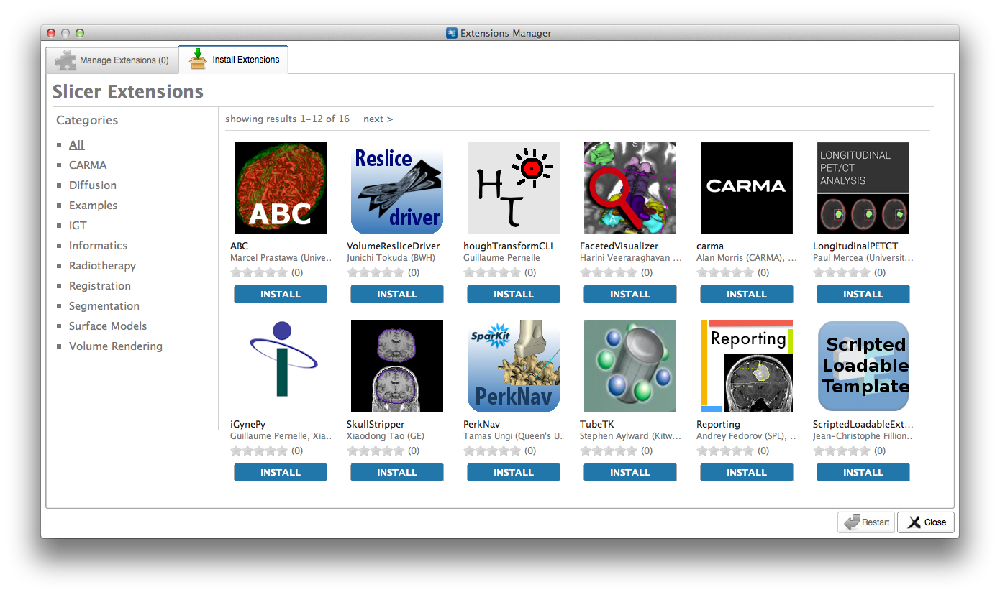 Extensions Manager
Manage Extensions (0)
Install Extensions
Slicer Extensions
Categories
All
CARMA
Diffusion
Examples
IGT
Informatics
Radiotherapy
Registration
Segmentation
Surface Models
Volume Rendering
showing results 1-12 of 16 next >
ABC
Reslice
driver
H
T
S
A
CARMA
LONGITUDINAL
PET/CT
ANALYSIS
ABC
Marcel Prastawa (Unive..
(0)
INSTALL
VolumeResliceDriver
Junichi Tokuda (BWH)
(0)
INSTALL
houghTransformCLI
Guillaume Pernelle
(0)
INSTALL
FacetedVisualizer
Harini Veeraraghavan ...
(0)
INSTALL
carma
Alan Morris (CARMA), ...
(0)
INSTALL
LongitudinalPETCT
Paul Mercea (Universit...
(0)
INSTALL
SparKit
PerkNav
Reporting
Scripted
Loadable
Template
iGynePy
Guillaume Pernelle, Xia..
(0)
INSTALL
SkullStripper
Xiaodong Tao (GE)
(0)
INSTALL
PerkNav
Tamas Ungi (Queen's U..
(0)
INSTALL
TubeTK
Stephen Aylward (Kitw...
(0)
INSTALL
Reporting
Andrey Fedorov (SPL), ..
(0)
INSTALL
ScriptedLoadableExt...
Jean-Christophe Fillion..
(0)
INSTALL
Restart
Close